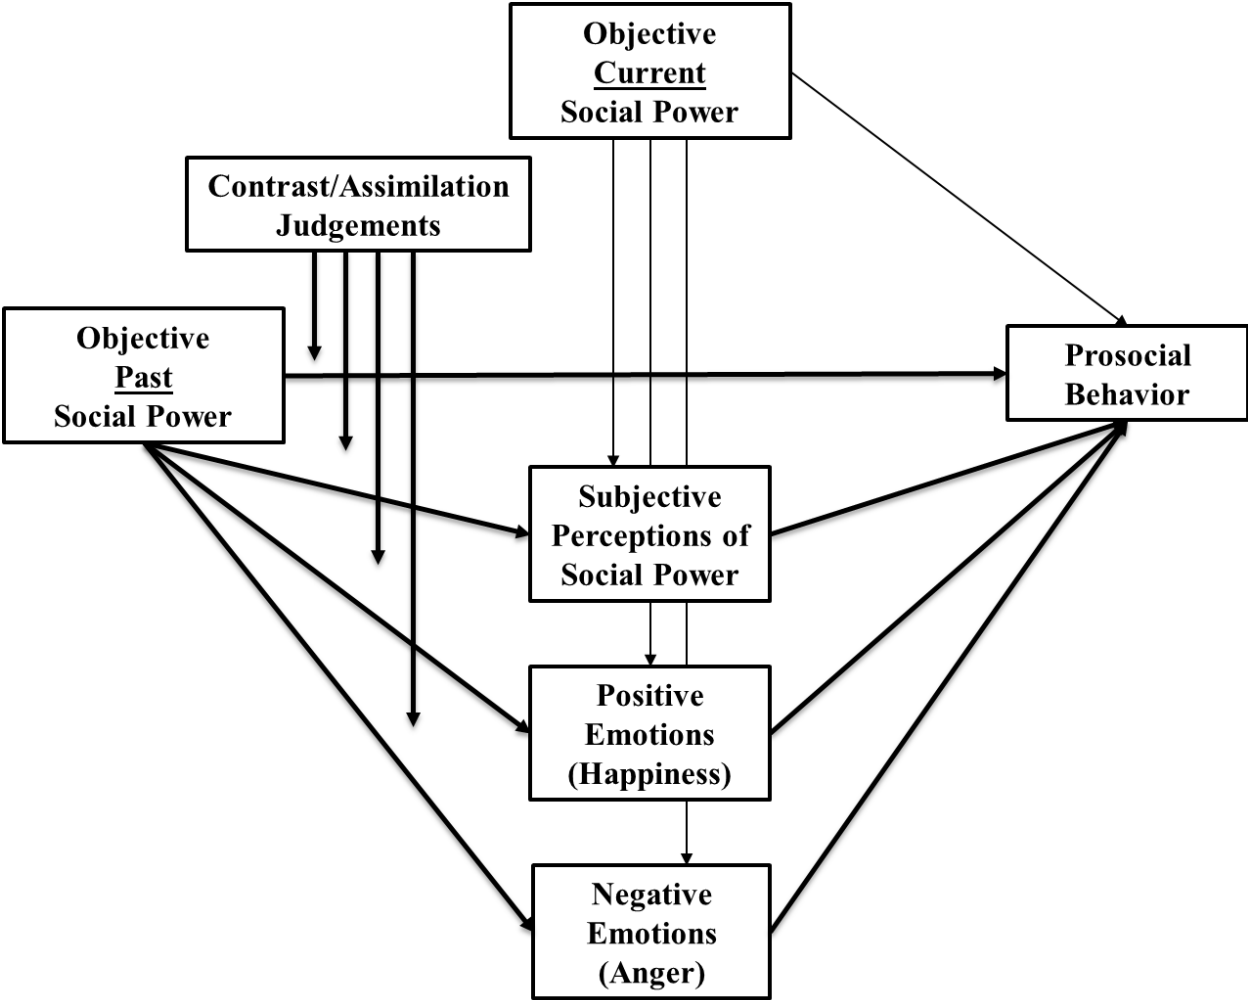 Objective
Current
Social Power
Contrast/Assimilation
Judgements
Objective
Past
Social Power
Prosocial
Behavior
Subjective
Perceptions of
Social Power
Positive
Emotions
(Happiness)
Negative
Emotions
(Anger)